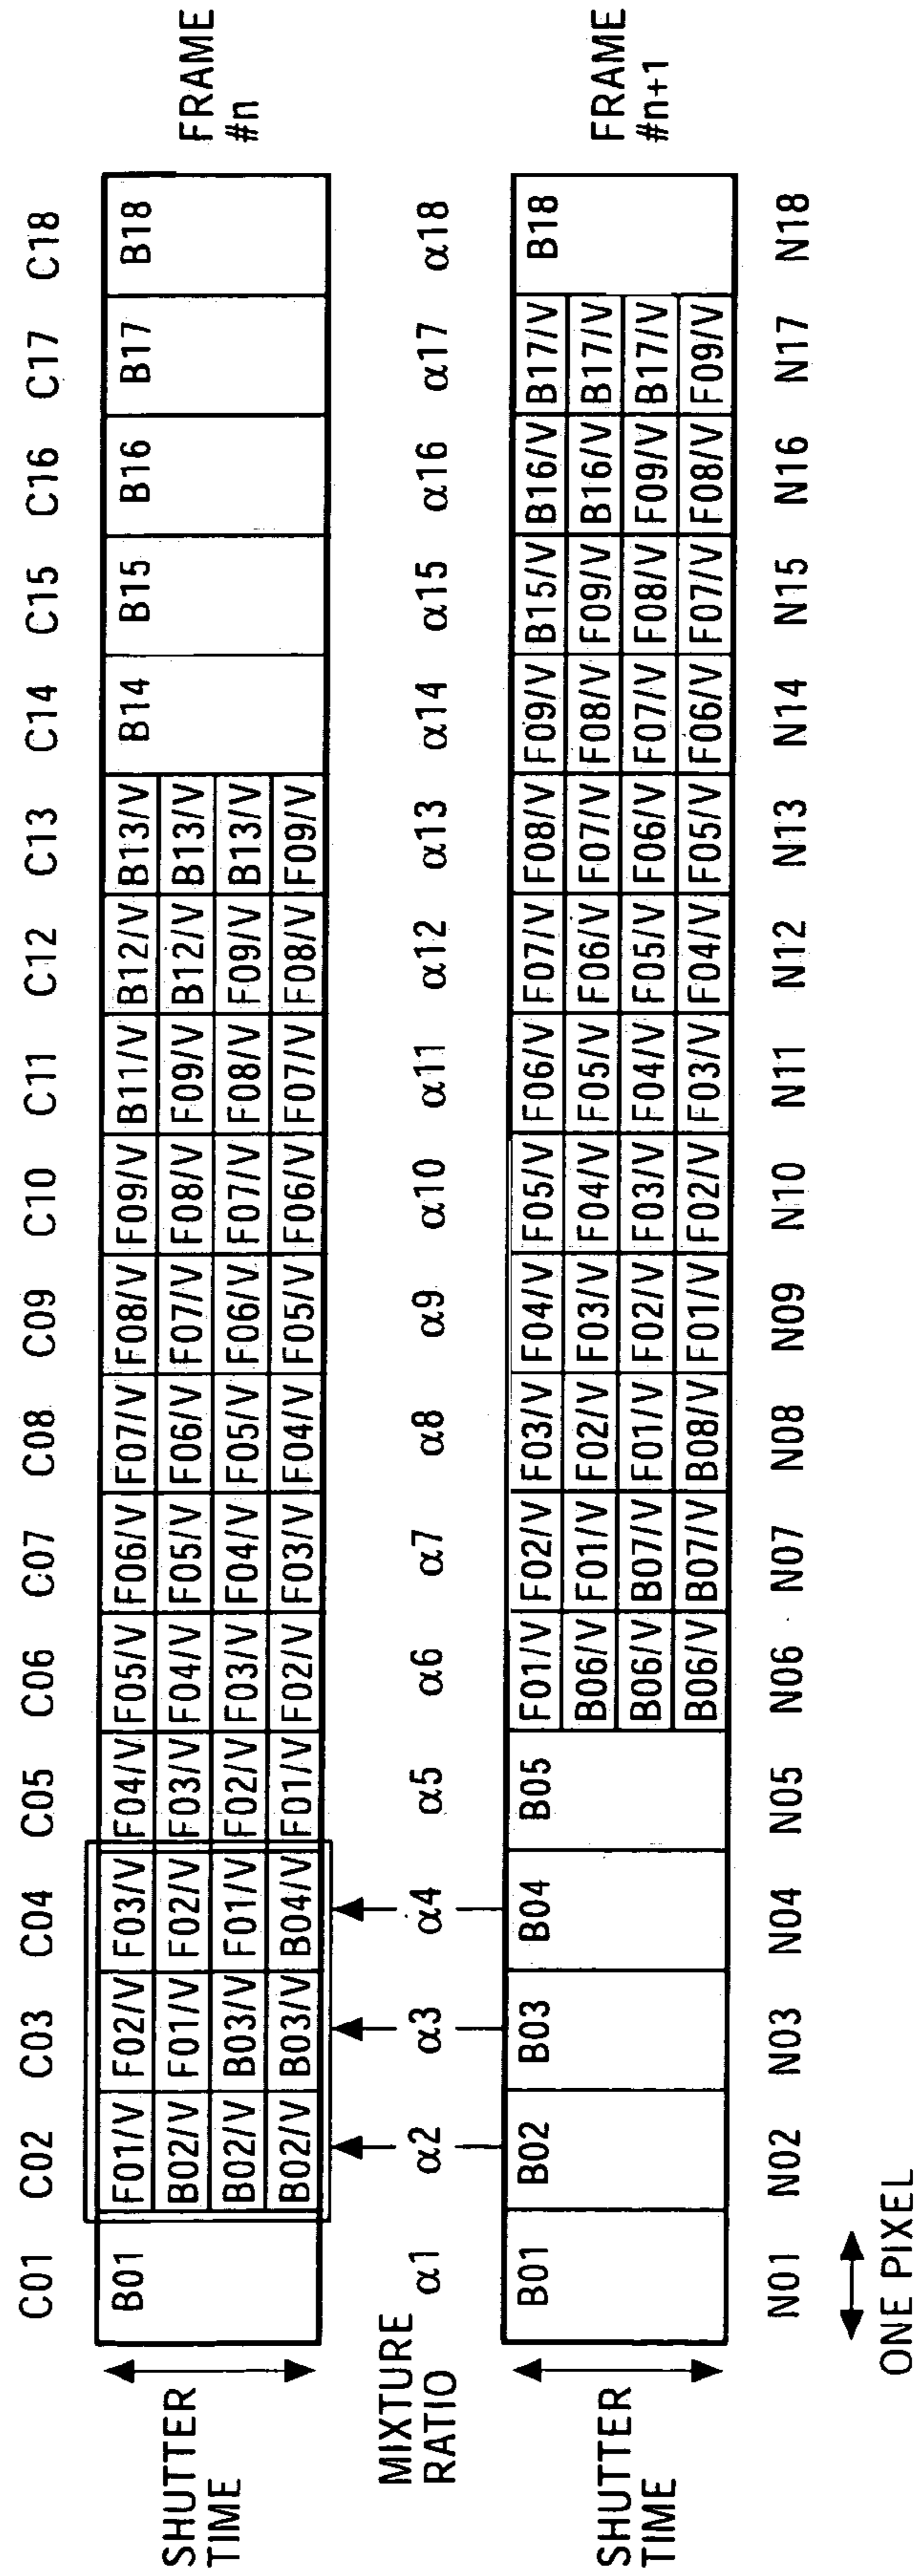 C01 C02 C03 C04 C05 C06 C07 C08 C09 C10 C11 C12 C13 C14 C15 C16 C17 C18
B01 F01/V F02/V F03/V F04/V F05/V F06/V F07/V F08/V F09/V B11/V B12/V B13/V B14 B15 B16 B17 B18
B02/V F01/V F02/V F03/V F04/V F05/V F06/V F07/V F08/V F09/V B12/V B13/V
B02/V B03/V F01/V F02/V F03/V F04/V F05/V F06/V F07/V F08/V F09/V B13/V
B02/V B03/V B04/V F01/V F02/V F03/V F04/V F05/V F06/V F07/V F08/V F09/V
SHUTTER
TIME
FRAME
#n
MIXTURE
RATIO
α1 α2 α3 α4 α5 α6 α7 α8 α9 α10 α11 α12 α13 α14 α15 α16 α17 α18
B01 B02 B03 B04 B05 F01/V F02/V F03/V F04/V F05/V F06/V F07/V F08/V F09/V B15/V B16/V B17/V B18
B06/V F01/V F02/V F03/V F04/V F05/V F06/V F07/V F08/V F09/V B16/V B17/V
B06/V B07/V F01/V F02/V F03/V F04/V F05/V F06/V F07/V F08/V F09/V B17/V
B06/V B07/V B08/V F01/V F02/V F03/V F04/V F05/V F06/V F07/V F08/V F09/V
SHUTTER
TIME
FRAME
#n+1
N01 N02 N03 N04 N05 N06 N07 N08 N09 N10 N11 N12 N13 N14 N15 N16 N17 N18
ONE PIXEL